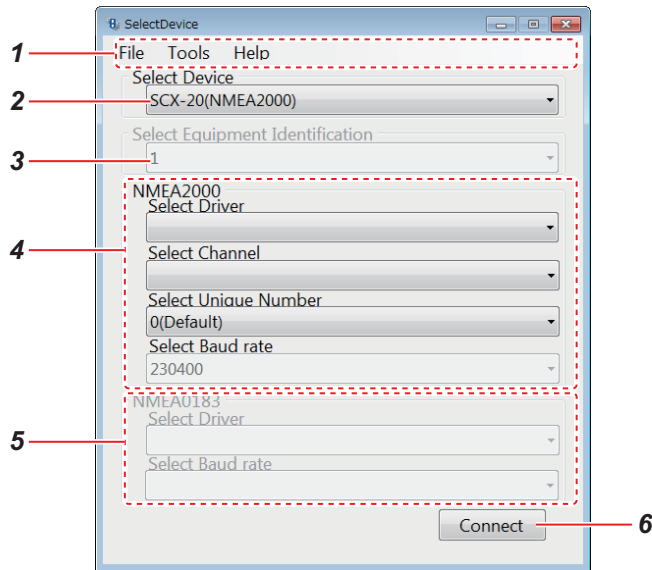 SelectDevice
1
File Tools Help
Select Device
2
SCX-20(NMEA2000)
Select Equipment Identification
3
1
NMEA2000
Select Driver
4
Select Channel
Select Unique Number
0(Default)
Select Baud rate
230400
NMEA0183
Select Driver
5
Select Baud rate
Connect
6